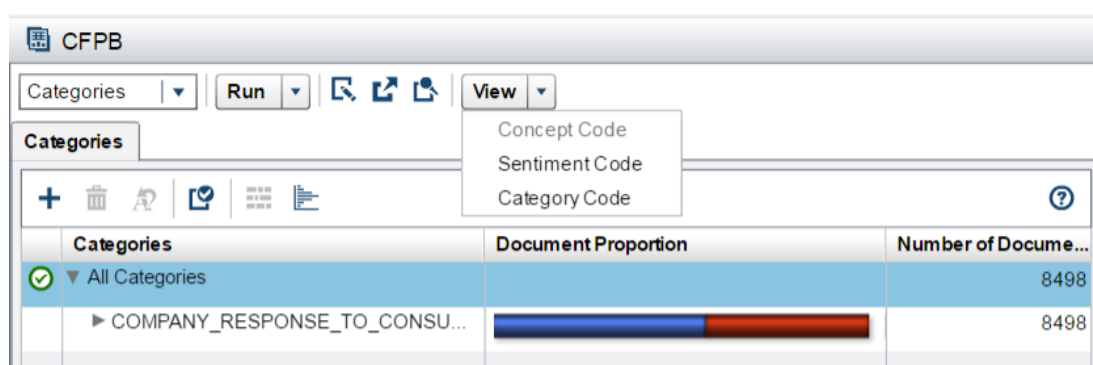 CFPB
Categories
Run
View
Concept Code
Sentiment Code
Category Code
Categories
Categories Document Proportion Number of Docume...
All Categories 8498
COMPANY_RESPONSE_TO_CONSU... 8498